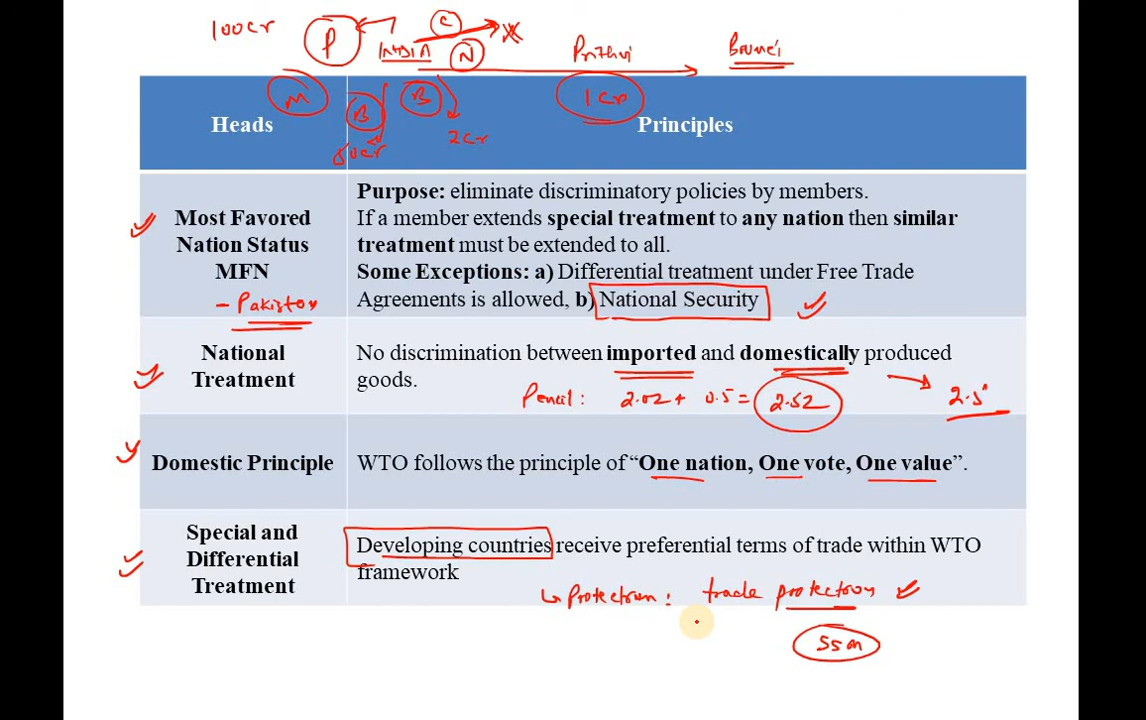 100cr
P
C
INDIA
N
Prithvi
Brunei
M
B
B
1cr
2cr
Heads
Principles
Purpose: eliminate discriminatory policies by members.
If a member extends special treatment to any nation then similar
treatment must be extended to all.
Some Exceptions: a) Differential treatment under Free Trade
Agreements is allowed, b) National Security
Most Favored
Nation Status
MFN
- Pakistan
National
Treatment
No discrimination between imported and domestically produced
goods.
Pencil: 2.02 + 0.5 = 2.52
2.5
Domestic Principle
WTO follows the principle of “One nation, One vote, One value”.
Special and
Differential
Treatment
Developing countries receive preferential terms of trade within WTO
framework
Protection: trade protection
SSM